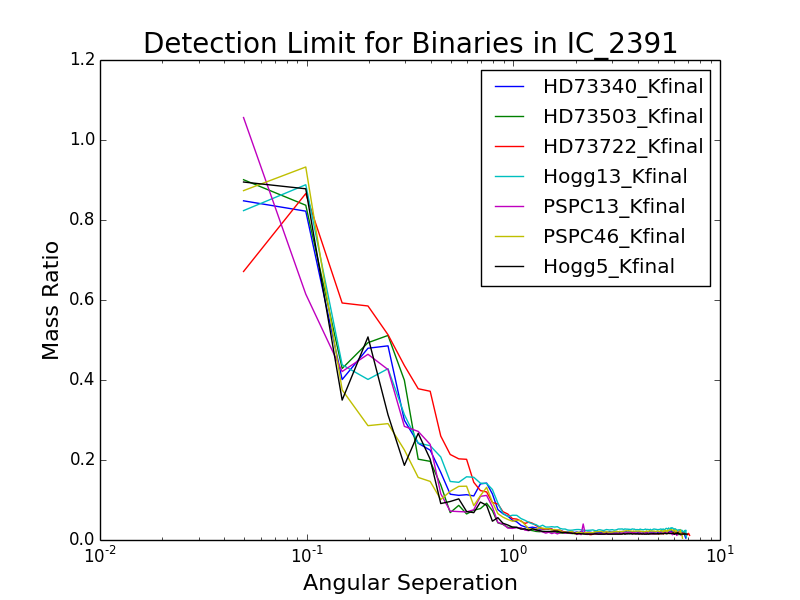 Detection Limit for Binaries in IC_2391
1.2
1.0
0.8
0.6
0.4
0.2
0.0
Mass Ratio
HD73340_Kfinal
HD73503_Kfinal
HD73722_Kfinal
Hogg13_Kfinal
PSPC13_Kfinal
PSPC46_Kfinal
Hogg5_Kfinal
10^-2 10^-1 10^0 10^1
Angular Seperation